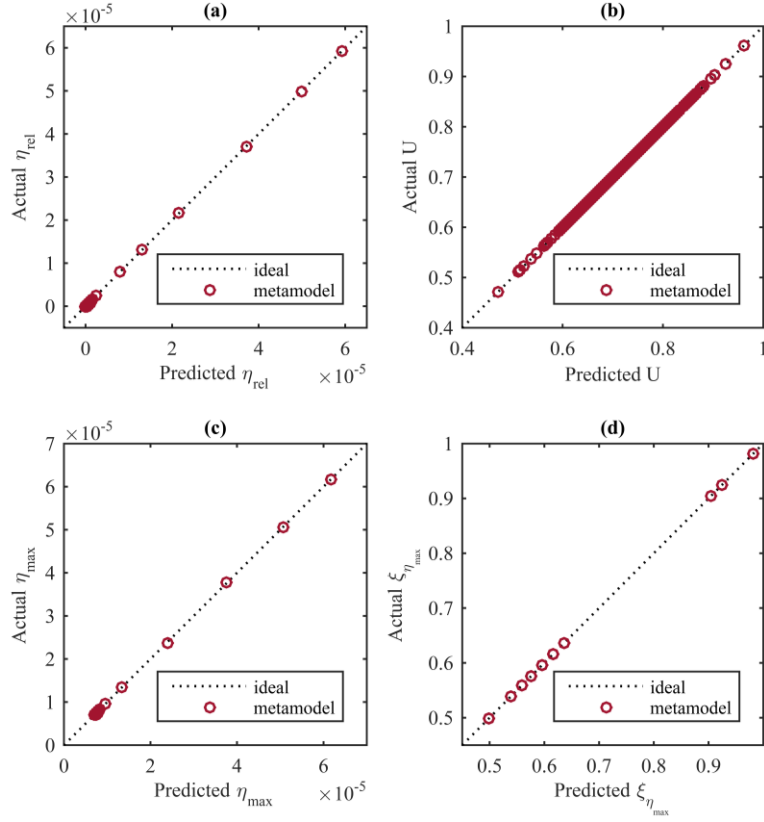 (a)
×10⁻⁵
6
5
4
3
2
1
0
0
2
4
6
×10⁻⁵
Actual η_rel
Predicted η_rel
ideal
metamodel
(b)
1
0.9
0.8
0.7
0.6
0.5
0.4
0.4
0.6
0.8
1
Actual U
Predicted U
ideal
metamodel
(c)
×10⁻⁵
7
6
5
4
3
2
1
0
0
2
4
6
×10⁻⁵
Actual η_max
Predicted η_max
ideal
metamodel
(d)
1
0.9
0.8
0.7
0.6
0.5
0.5
0.6
0.7
0.8
0.9
Actual ξ_η_max
Predicted ξ_η_max
ideal
metamodel